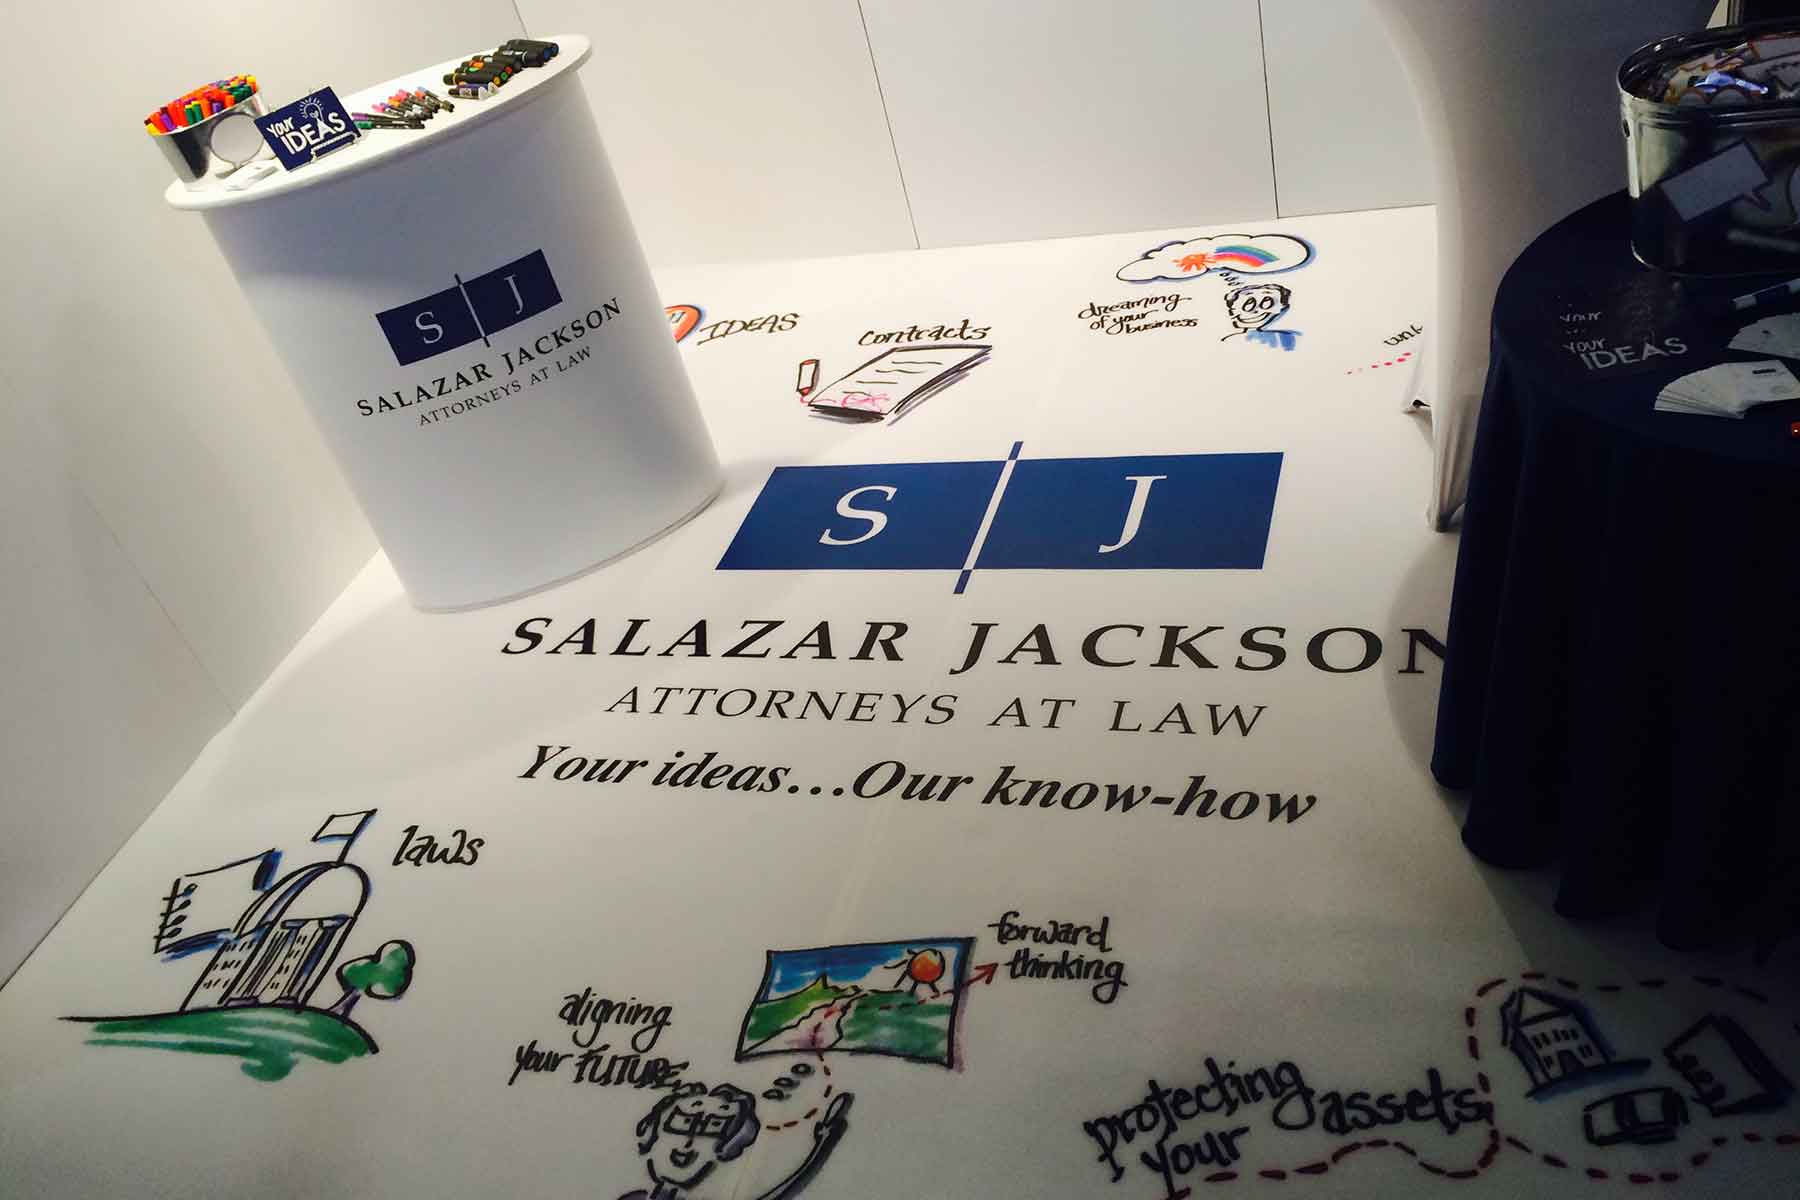 YOUR
IDEAS
S J
SALAZAR JACKSON
ATTORNEYS AT LAW
IDEAS
contracts
dreaming
of your
business
YOUR
IDEAS
S J
SALAZAR JACKSON
ATTORNEYS AT LAW
Your ideas...Our know-how
laws
aligning
your FUTURE
forward
thinking
protecting
your assets